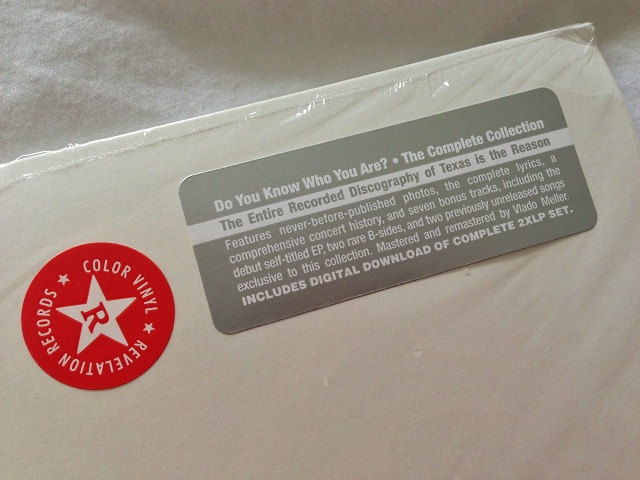 Do You Know Who You Are? • The Complete Collection
The Entire Recorded Discography of Texas is the Reason
Features never-before-published photos, the complete lyrics, a
comprehensive concert history, and seven bonus tracks, including the
debut self-titled EP, two rare B-sides, and two previously unreleased songs
exclusive to this collection. Mastered and remastered by Vlado Meller.
INCLUDES DIGITAL DOWNLOAD OF COMPLETE 2XLP SET.
COLOR VINYL ★ REVELATION RECORDS ★
R